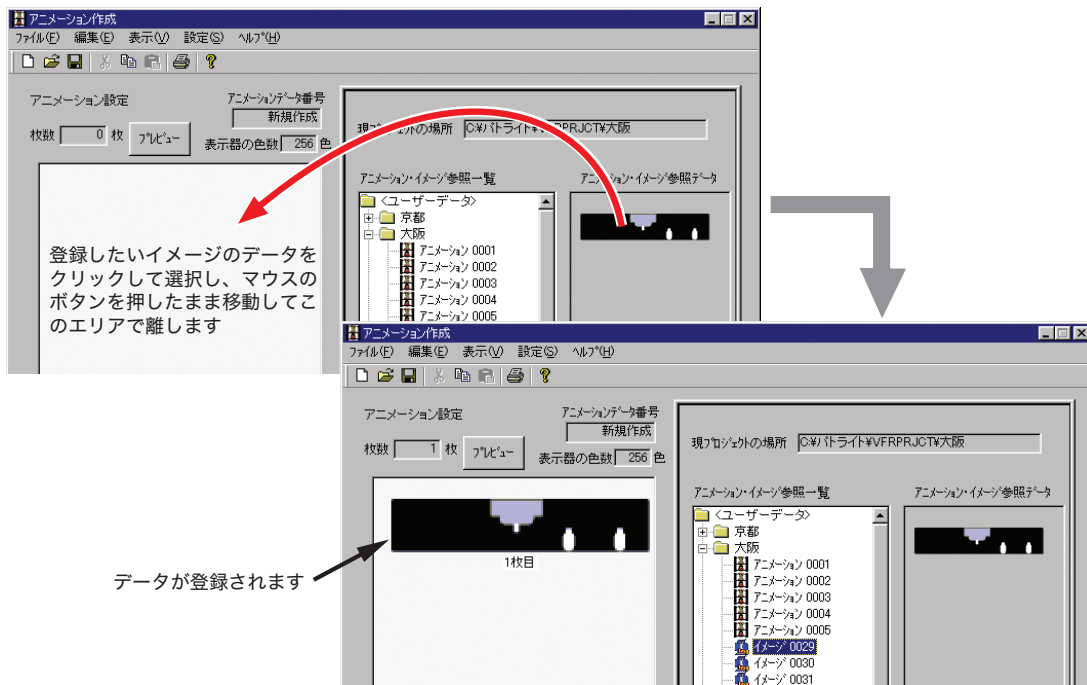 アニメーション作成
ファイル(F) 編集(E) 表示(V) 設定(S) ヘルプ(H)
アニメーション設定
アニメーションデータ番号
新規作成
枚数 0 枚
プレビュー
表示器の色数 256 色
登録したいイメージのデータを
クリックして選択し、マウスの
ボタンを押したまま移動してこ
のエリアで離します
C:¥パトライト¥VFRPRJCT¥大阪
アニメーション・イメージ参照一覧
<ユーザーデータ>
京都
大阪
アニメーション 0001
アニメーション 0002
アニメーション 0003
アニメーション 0004
アニメーション 0005
アニメーション・イメージ参照データ
アニメーション作成
ファイル(F) 編集(E) 表示(V) 設定(S) ヘルプ(H)
アニメーション設定
アニメーションデータ番号
新規作成
枚数 1 枚
プレビュー
表示器の色数 256 色
1枚目
データが登録されます
現プロジェクトの場所 C:¥パトライト¥VFRPRJCT¥大阪
アニメーション・イメージ参照一覧
<ユーザーデータ>
京都
大阪
アニメーション 0001
アニメーション 0002
アニメーション 0003
アニメーション 0004
アニメーション 0005
イメージ 0029
イメージ 0030
イメージ 0031
アニメーション・イメージ参照データ